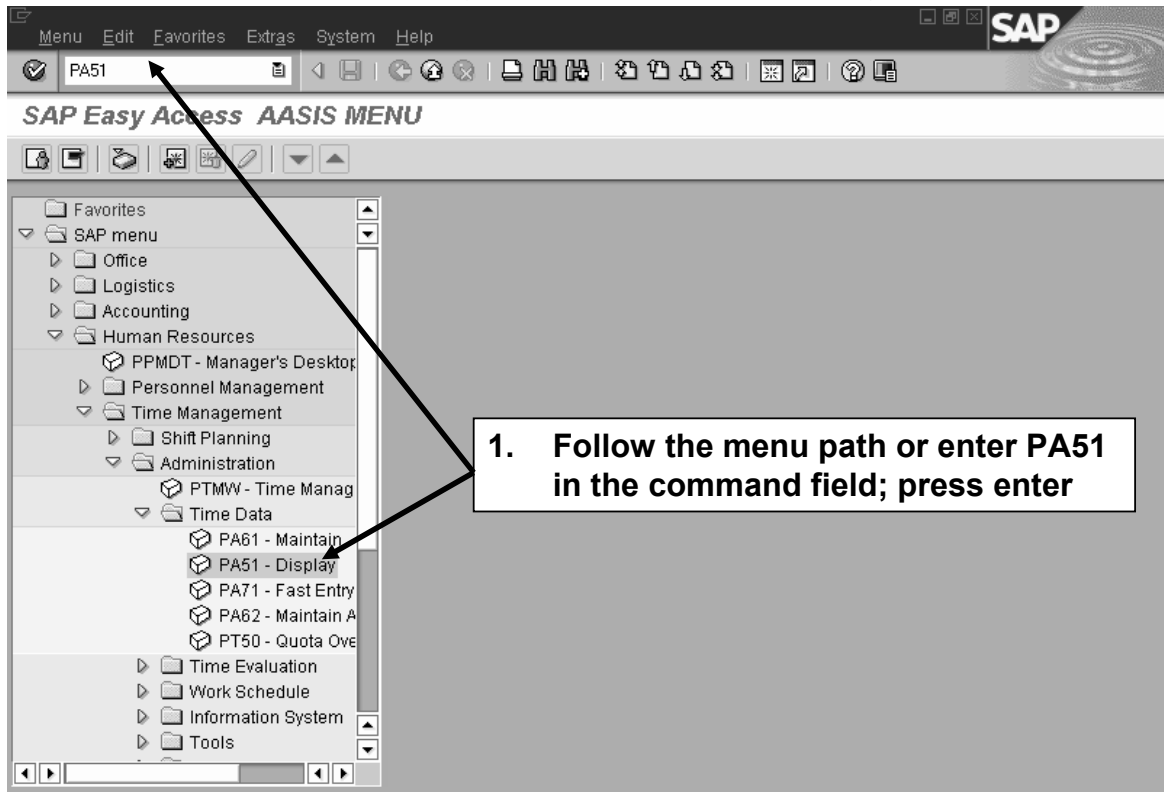 Menu Edit Favorites Extras System Help
SAP
PA51
SAP Easy Access AASIS MENU
Favorites
SAP menu
Office
Logistics
Accounting
Human Resources
PPMDT - Manager's Desktop
Personnel Management
Time Management
Shift Planning
Administration
PTMW - Time Manag
Time Data
PA61 - Maintain
PA51 - Display
PA71 - Fast Entry
PA62 - Maintain A
PT50 - Quota Ove
Time Evaluation
Work Schedule
Information System
Tools
1. Follow the menu path or enter PA51
in the command field; press enter